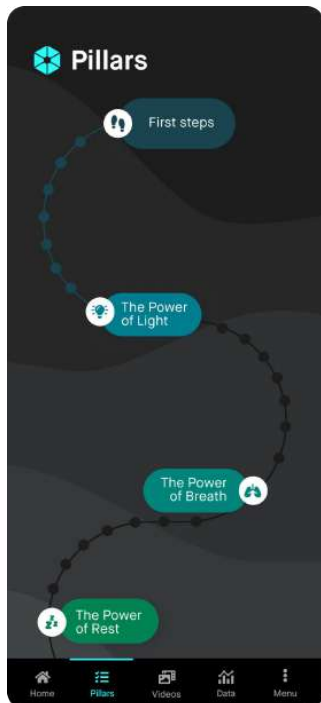 Pillars
First steps
The Power
of Light
The Power
of Breath
The Power
of Rest
Home
Pillars
Videos
Data
Menu